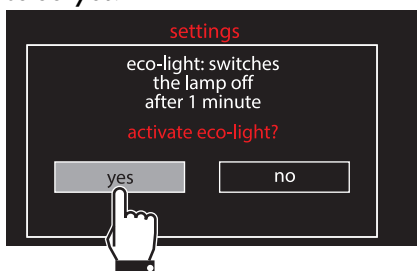 settings
eco-light: switches
the lamp off
after 1 minute
activate eco-light?
yes
no